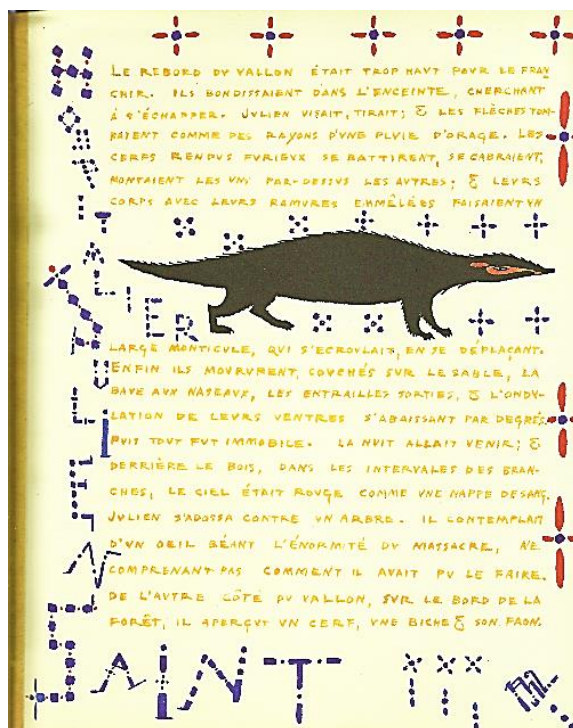 LE REBORD DV VALLON ÉTAIT TROP HAVT POVR LE FRAN
CHIR. ILS BONDISSAIENT DANS L'ENCEINTE, CHERCHANT
À S'ÉCHAPPER. JVLIEN VISAIT, TIRAIT; & LES FLÈCHES TOM-
BAIENT COMME DES RAYONS D'VNE PLVIE D'ORAGE. LES
CERFS RENDVS FVRIEVX SE BATTIRENT, SE CABRAIENT,
MONTAIENT LES VNS PAR-DESSVS LES AVTRES; & LEVRS
CORPS AVEC LEVRS RAMVRES EMMÊLÉES FAISAIENT VN
LARGE MONTICVLE, QVI S'ECROVLAIT, EN SE DÉPLAÇANT.
ENFIN ILS MOVRVRENT, COVCHÉS SVR LE SABLE, LA
BAVE AVX NASEAVX, LES ENTRAILLES SORTIES, & L'ONDV-
LATION DE LEVRS VENTRES S'ABAISSANT PAR DEGRÉS
PVIS TOVT FVT IMMOBILE. LA NVIT ALLAIT VENIR; &
DERRIÈRE LE BOIS, DANS LES INTERVALES DES BRAN-
CHES, LE CIEL ÉTAIT ROVGE COMME VNE NAPPE DE SANG.
JVLIEN S'ADOSSA CONTRE VN ARBRE. IL CONTEMPLAIT
D'VN OEIL BÉANT L'ÉNORMITÉ DV MASSACRE, NE
COMPRENANT PAS COMMENT IL AVAIT PV LE FAIRE.
DE L'AVTRE CÔTÉ DV VALLON, SVR LE BORD DE LA
FORÊT, IL APERÇVT VN CERF, VNE BICHE & SON FAON.
HOSPITALIER
SAINT